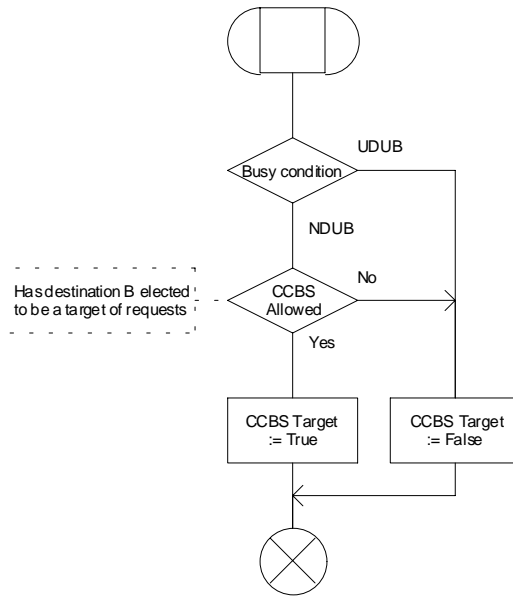 UDUB
Busy condition
NDUB
Has destination B elected
to be a target of requests
CCBS
Allowed
No
Yes
CCBS Target
:= True
CCBS Target
:= False